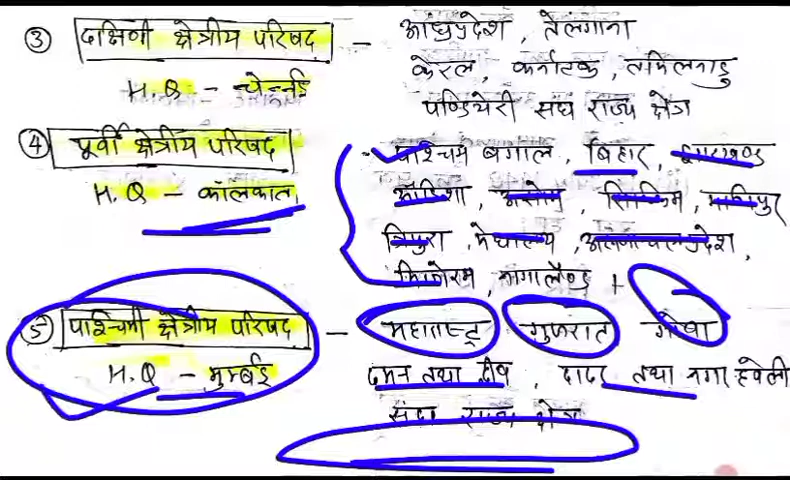 ③ दक्षिणी क्षेत्रीय परिषद – आंध्रप्रदेश, तेलंगाना
केरल, कर्नाटक, तमिलनाडु
H.Q – चेन्नई
पण्डिचेरी संघ राज्य क्षेत्र
④ पूर्वी क्षेत्रीय परिषद - पश्चिम बंगाल, बिहार, झारखण्ड
H.Q – कोलकाता
ओडिशा, असोम, सिक्किम, मणिपुर
त्रिपुरा, मेघालय, अरुणाचल प्रदेश,
मिजोरम, नागालैण्ड
⑤ पाश्चिमी क्षेत्रीय परिषद – महाराष्ट्र गुजरात गोवा
H.Q – मुम्बई
दमन तथा दीव, दादर तथा नगर हवेली
संघ राज्य क्षेत्र